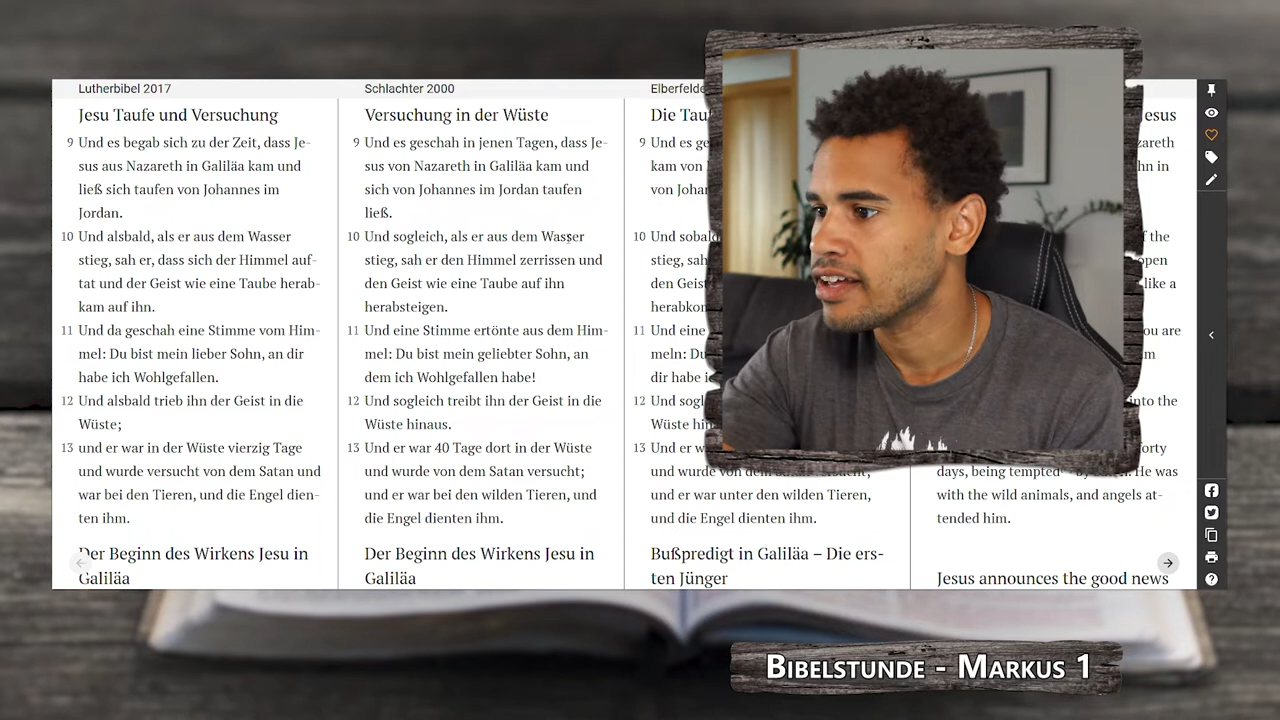 Lutherbibel 2017
Jesu Taufe und Versuchung
9 Und es begab sich zu der Zeit, dass Je-
sus aus Nazareth in Galiläa kam und
ließ sich taufen von Johannes im
Jordan.
10 Und alsbald, als er aus dem Wasser
stieg, sah er, dass sich der Himmel auf-
tat und der Geist wie eine Taube herab-
kam auf ihn.
11 Und da geschah eine Stimme vom Him-
mel: Du bist mein lieber Sohn, an dir
habe ich Wohlgefallen.
12 Und alsbald trieb ihn der Geist in die
Wüste;
13 und er war in der Wüste vierzig Tage
und wurde versucht von dem Satan und
war bei den Tieren, und die Engel dien-
ten ihm.
Der Beginn des Wirkens Jesu in
Galiläa
Schlachter 2000
Versuchung in der Wüste
9 Und es geschah in jenen Tagen, dass Je-
sus von Nazareth in Galiläa kam und
sich von Johannes im Jordan taufen
ließ.
10 Und sogleich, als er aus dem Wasser
stieg, sah er den Himmel zerrissen und
den Geist wie eine Taube auf ihn
herabsteigen.
11 Und eine Stimme ertönte aus dem Him-
mel: Du bist mein geliebter Sohn, an
dem ich Wohlgefallen habe!
12 Und sogleich treibt ihn der Geist in die
Wüste hinaus.
13 Und er war 40 Tage dort in der Wüste
und wurde von dem Satan versucht;
und er war bei den wilden Tieren, und
die Engel dienten ihm.
Der Beginn des Wirkens Jesu in
Galiläa
Elberfelde
Die Tau
9 Und es ge
kam von
von Johan
10 Und sobald
stieg, sah
den Geist
herabkom
11 Und eine
meln: Du
dir habe ic
12 Und sogl
Wüste hin
13 Und er w
und wurde von dem
und er war unter den wilden Tieren,
und die Engel dienten ihm.
Bußpredigt in Galiläa – Die ers-
ten Jünger
esus
zareth
hn in
f the
open
like a
ou are
m
into the
forty
days, being tempted He was
with the wild animals, and angels at-
tended him.
Jesus announces the good news
Bibelstunde - Markus 1